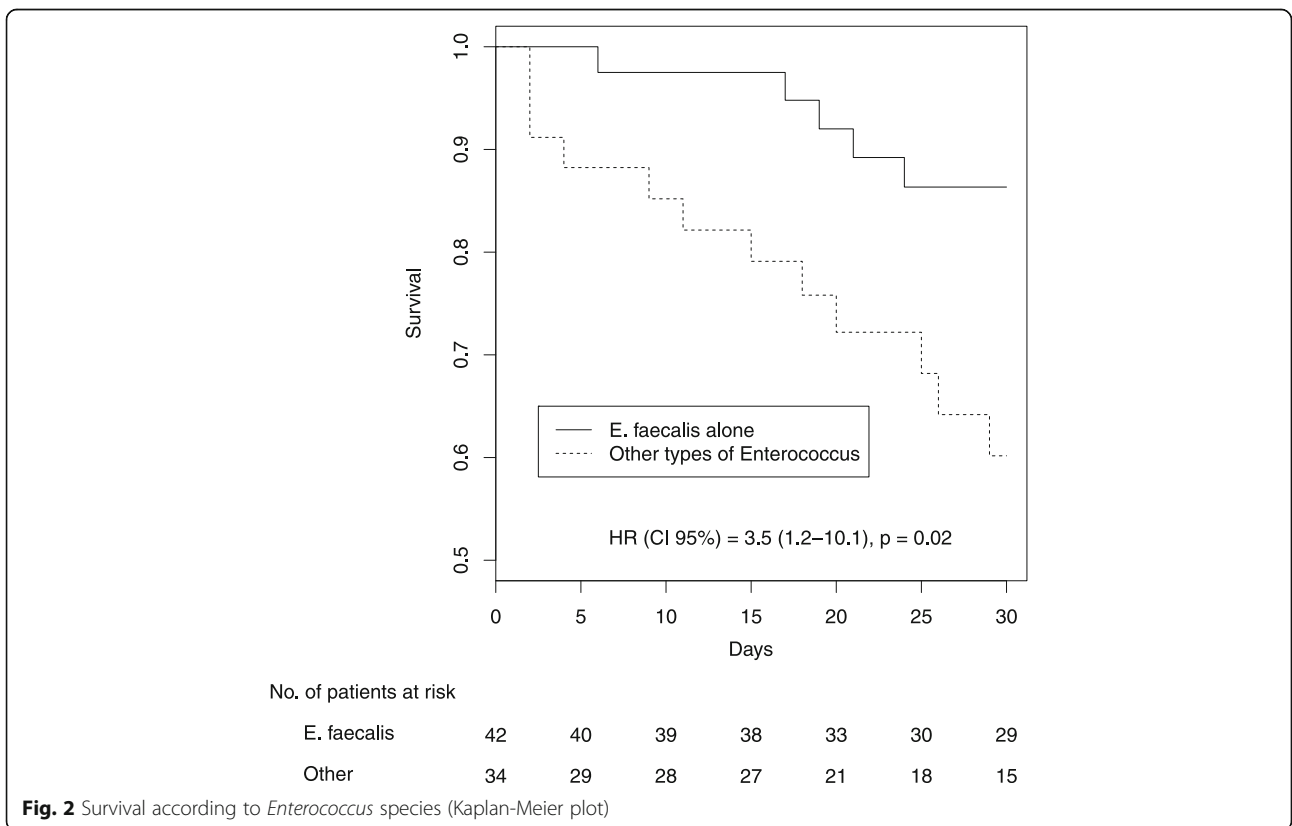 1.0
0.9
0.8
0.7
0.6
0.5
Survival
E. faecalis alone
Other types of Enterococcus
HR (CI 95%) = 3.5 (1.2–10.1), p = 0.02
0 5 10 15 20 25 30
Days
No. of patients at risk
E. faecalis 42 40 39 38 33 30 29
Other 34 29 28 27 21 18 15
Fig. 2 Survival according to Enterococcus species (Kaplan-Meier plot)